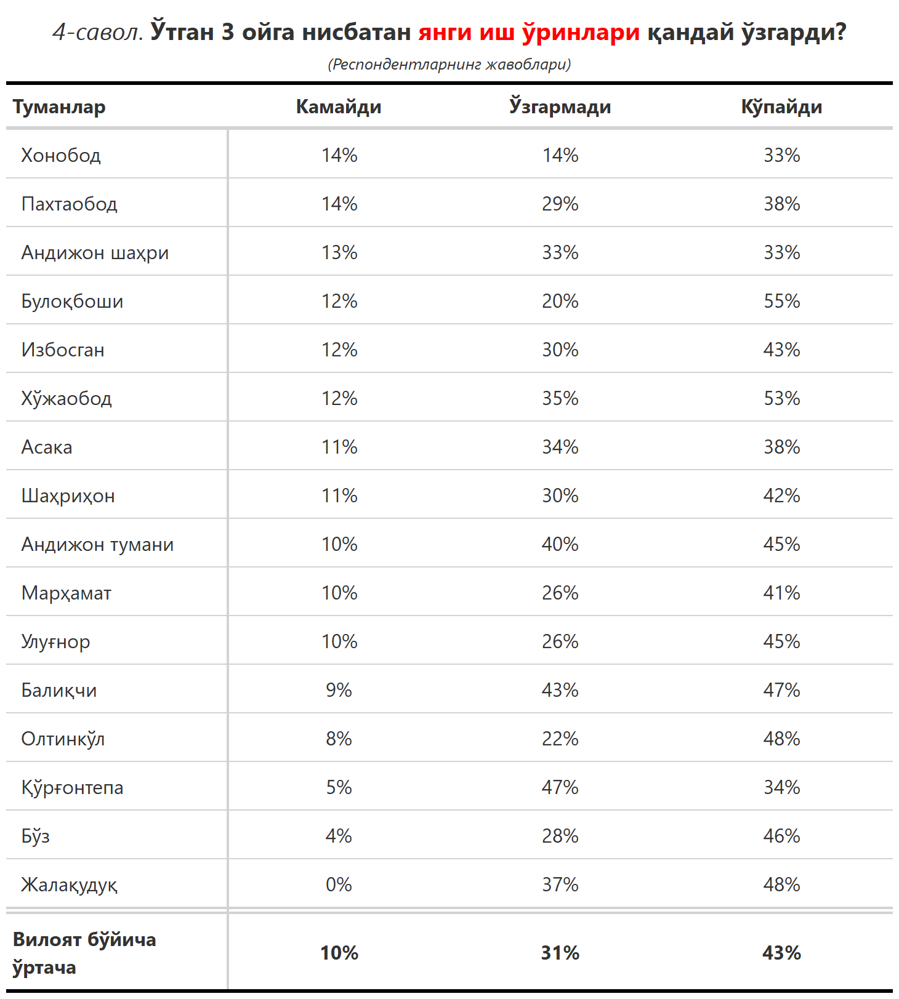 4-савол. Ўтган 3 ойга нисбатан янги иш ўринлари қандай ўзгарди?
(Респондентларнинг жавоблари)
Туманлар Камайди Ўзгармади Кўпайди
Хонобод 14% 14% 33%
Пахтаобод 14% 29% 38%
Андижон шаҳри 13% 33% 33%
Булоқбоши 12% 20% 55%
Избосган 12% 30% 43%
Хўжаобод 12% 35% 53%
Асака 11% 34% 38%
Шаҳриҳон 11% 30% 42%
Андижон тумани 10% 40% 45%
Марҳамат 10% 26% 41%
Улуғнор 10% 26% 45%
Балиқчи 9% 43% 47%
Олтинкўл 8% 22% 48%
Қўрғонтепа 5% 47% 34%
Бўз 4% 28% 46%
Жалақудуқ 0% 37% 48%
Вилоят бўйича
ўртача 10% 31% 43%